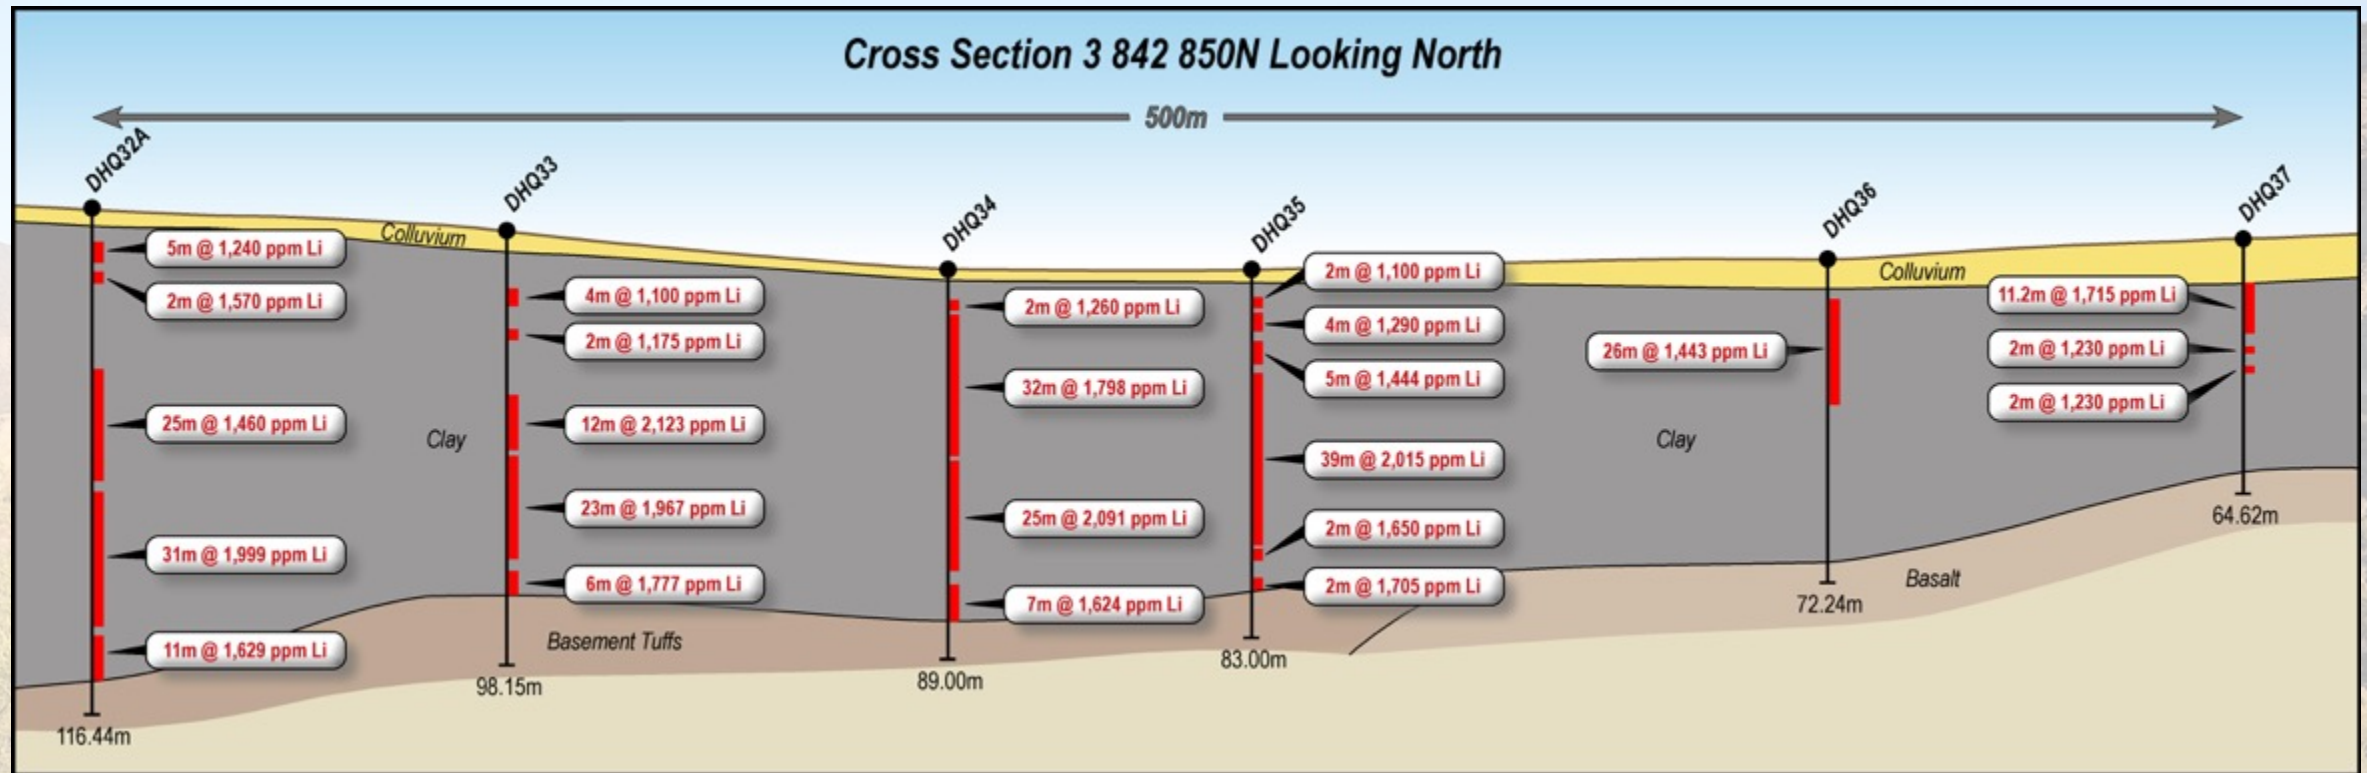 Cross Section 3 842 850N Looking North
500m
DHQ32A
DHQ33
DHQ34
DHQ35
DHQ36
DHQ37
Colluvium
Colluvium
5m @ 1,240 ppm Li
2m @ 1,570 ppm Li
25m @ 1,460 ppm Li
31m @ 1,999 ppm Li
11m @ 1,629 ppm Li
116.44m
Clay
4m @ 1,100 ppm Li
2m @ 1,175 ppm Li
12m @ 2,123 ppm Li
23m @ 1,967 ppm Li
6m @ 1,777 ppm Li
Basement Tuffs
98.15m
2m @ 1,260 ppm Li
32m @ 1,798 ppm Li
25m @ 2,091 ppm Li
7m @ 1,624 ppm Li
89.00m
2m @ 1,100 ppm Li
4m @ 1,290 ppm Li
5m @ 1,444 ppm Li
39m @ 2,015 ppm Li
2m @ 1,650 ppm Li
2m @ 1,705 ppm Li
83.00m
26m @ 1,443 ppm Li
Clay
72.24m
Basalt
11.2m @ 1,715 ppm Li
2m @ 1,230 ppm Li
2m @ 1,230 ppm Li
64.62m